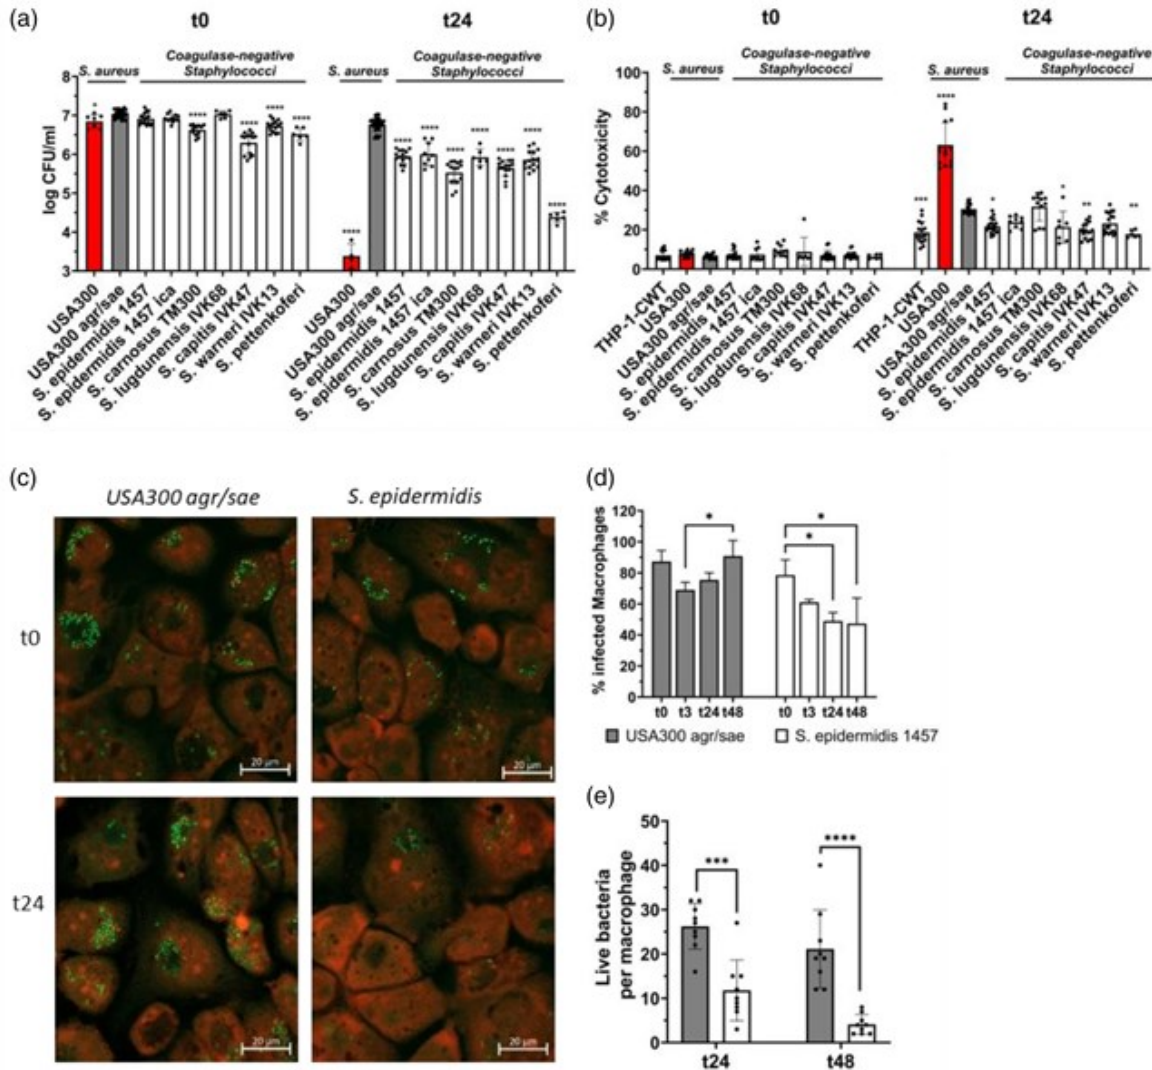 (a)
t0
t24
S. aureus
Coagulase-negative
Staphylococci
S. aureus
Coagulase-negative
Staphylococci
log CFU/ml
8
7
6
5
4
3
****
****
****
****
****
****
****
****
****
****
****
****
USA300
USA300 agr/sae
S. epidermidis 1457
S. epidermidis 1457 ica
S. carnosus TM300
S. lugdunensis IVK68
S. capitis IVK47
S. warneri IVK13
S. pettenkoferi
USA300
USA300 agr/sae
S. epidermidis 1457
S. epidermidis 1457 ica
S. carnosus TM300
S. lugdunensis IVK68
S. capitis IVK47
S. warneri IVK13
S. pettenkoferi
(b)
t0
t24
S. aureus
Coagulase-negative
Staphylococci
S. aureus
Coagulase-negative
Staphylococci
% Cytotoxicity
100
80
60
40
20
0
***
****
*
*
**
**
THP-1-CWT
USA300
USA300 agr/sae
S. epidermidis 1457
S. epidermidis 1457 ica
S. carnosus TM300
S. lugdunensis IVK68
S. capitis IVK47
S. warneri IVK13
S. pettenkoferi
THP-1-CWT
USA300
USA300 agr/sae
S. epidermidis 1457
S. epidermidis 1457 ica
S. carnosus TM300
S. lugdunensis IVK68
S. capitis IVK47
S. warneri IVK13
S. pettenkoferi
(c)
USA300 agr/sae
S. epidermidis
t0
20 µm
20 µm
t24
20 µm
20 µm
(d)
% infected Macrophages
120
100
80
60
40
20
0
*
*
*
t0 t3 t24 t48
t0 t3 t24 t48
USA300 agr/sae
S. epidermidis 1457
(e)
Live bacteria
per macrophage
50
40
30
20
10
0
***
****
t24
t48